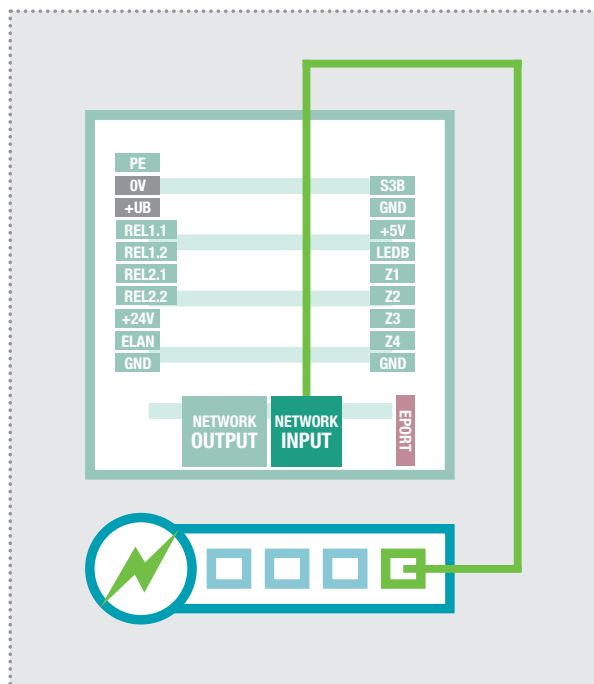 PE
0V
+UB
REL1.1
REL1.2
REL2.1
REL2.2
+24V
ELAN
GND
S3B
GND
+5V
LEDB
Z1
Z2
Z3
Z4
GND
NETWORK
OUTPUT
NETWORK
INPUT
EPORT